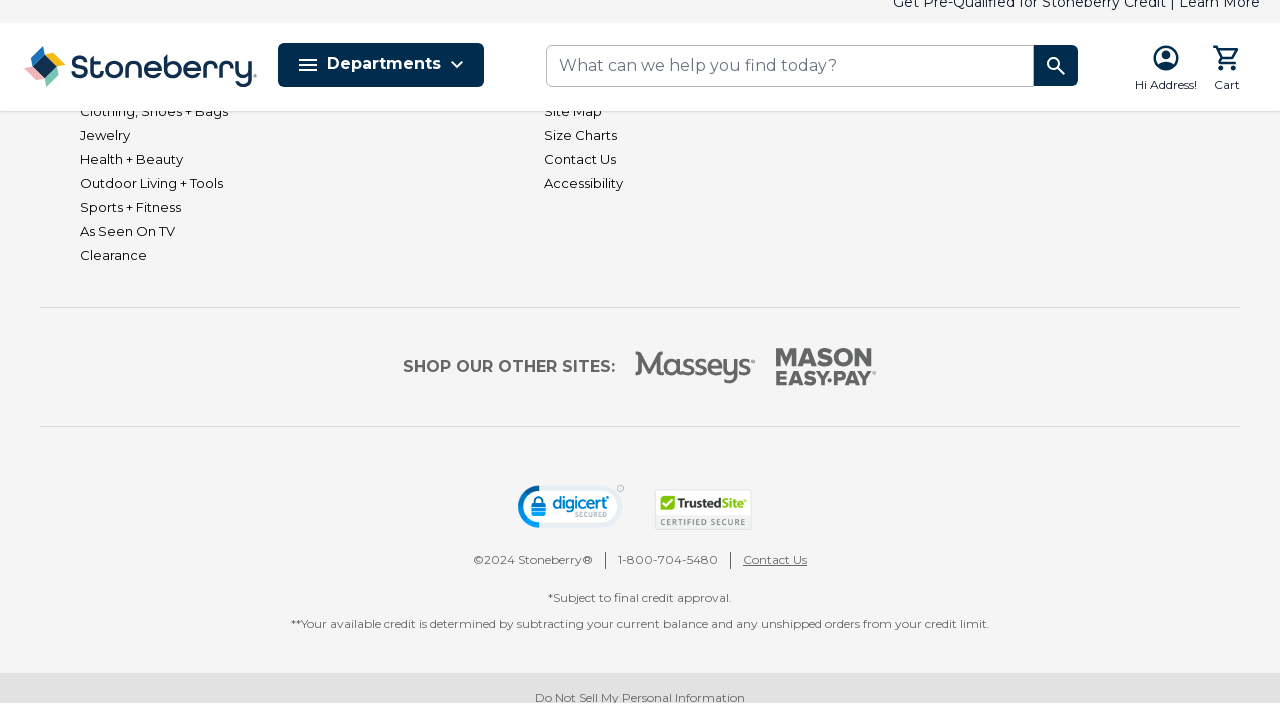 Get Pre-Qualified for Stoneberry Credit | Learn More
Stoneberry®
Departments
What can we help you find today?
Hi Address!
Cart
Clothing, Shoes + Bags
Jewelry
Health + Beauty
Outdoor Living + Tools
Sports + Fitness
As Seen On TV
Clearance
Site Map
Size Charts
Contact Us
Accessibility
SHOP OUR OTHER SITES:
Masseys®
MASON
EASY•PAY®
digicert
SECURED
TrustedSite
CERTIFIED SECURE
©2024 Stoneberry®
1-800-704-5480
Contact Us
*Subject to final credit approval.
**Your available credit is determined by subtracting your current balance and any unshipped orders from your credit limit.
Do Not Sell My Personal Information